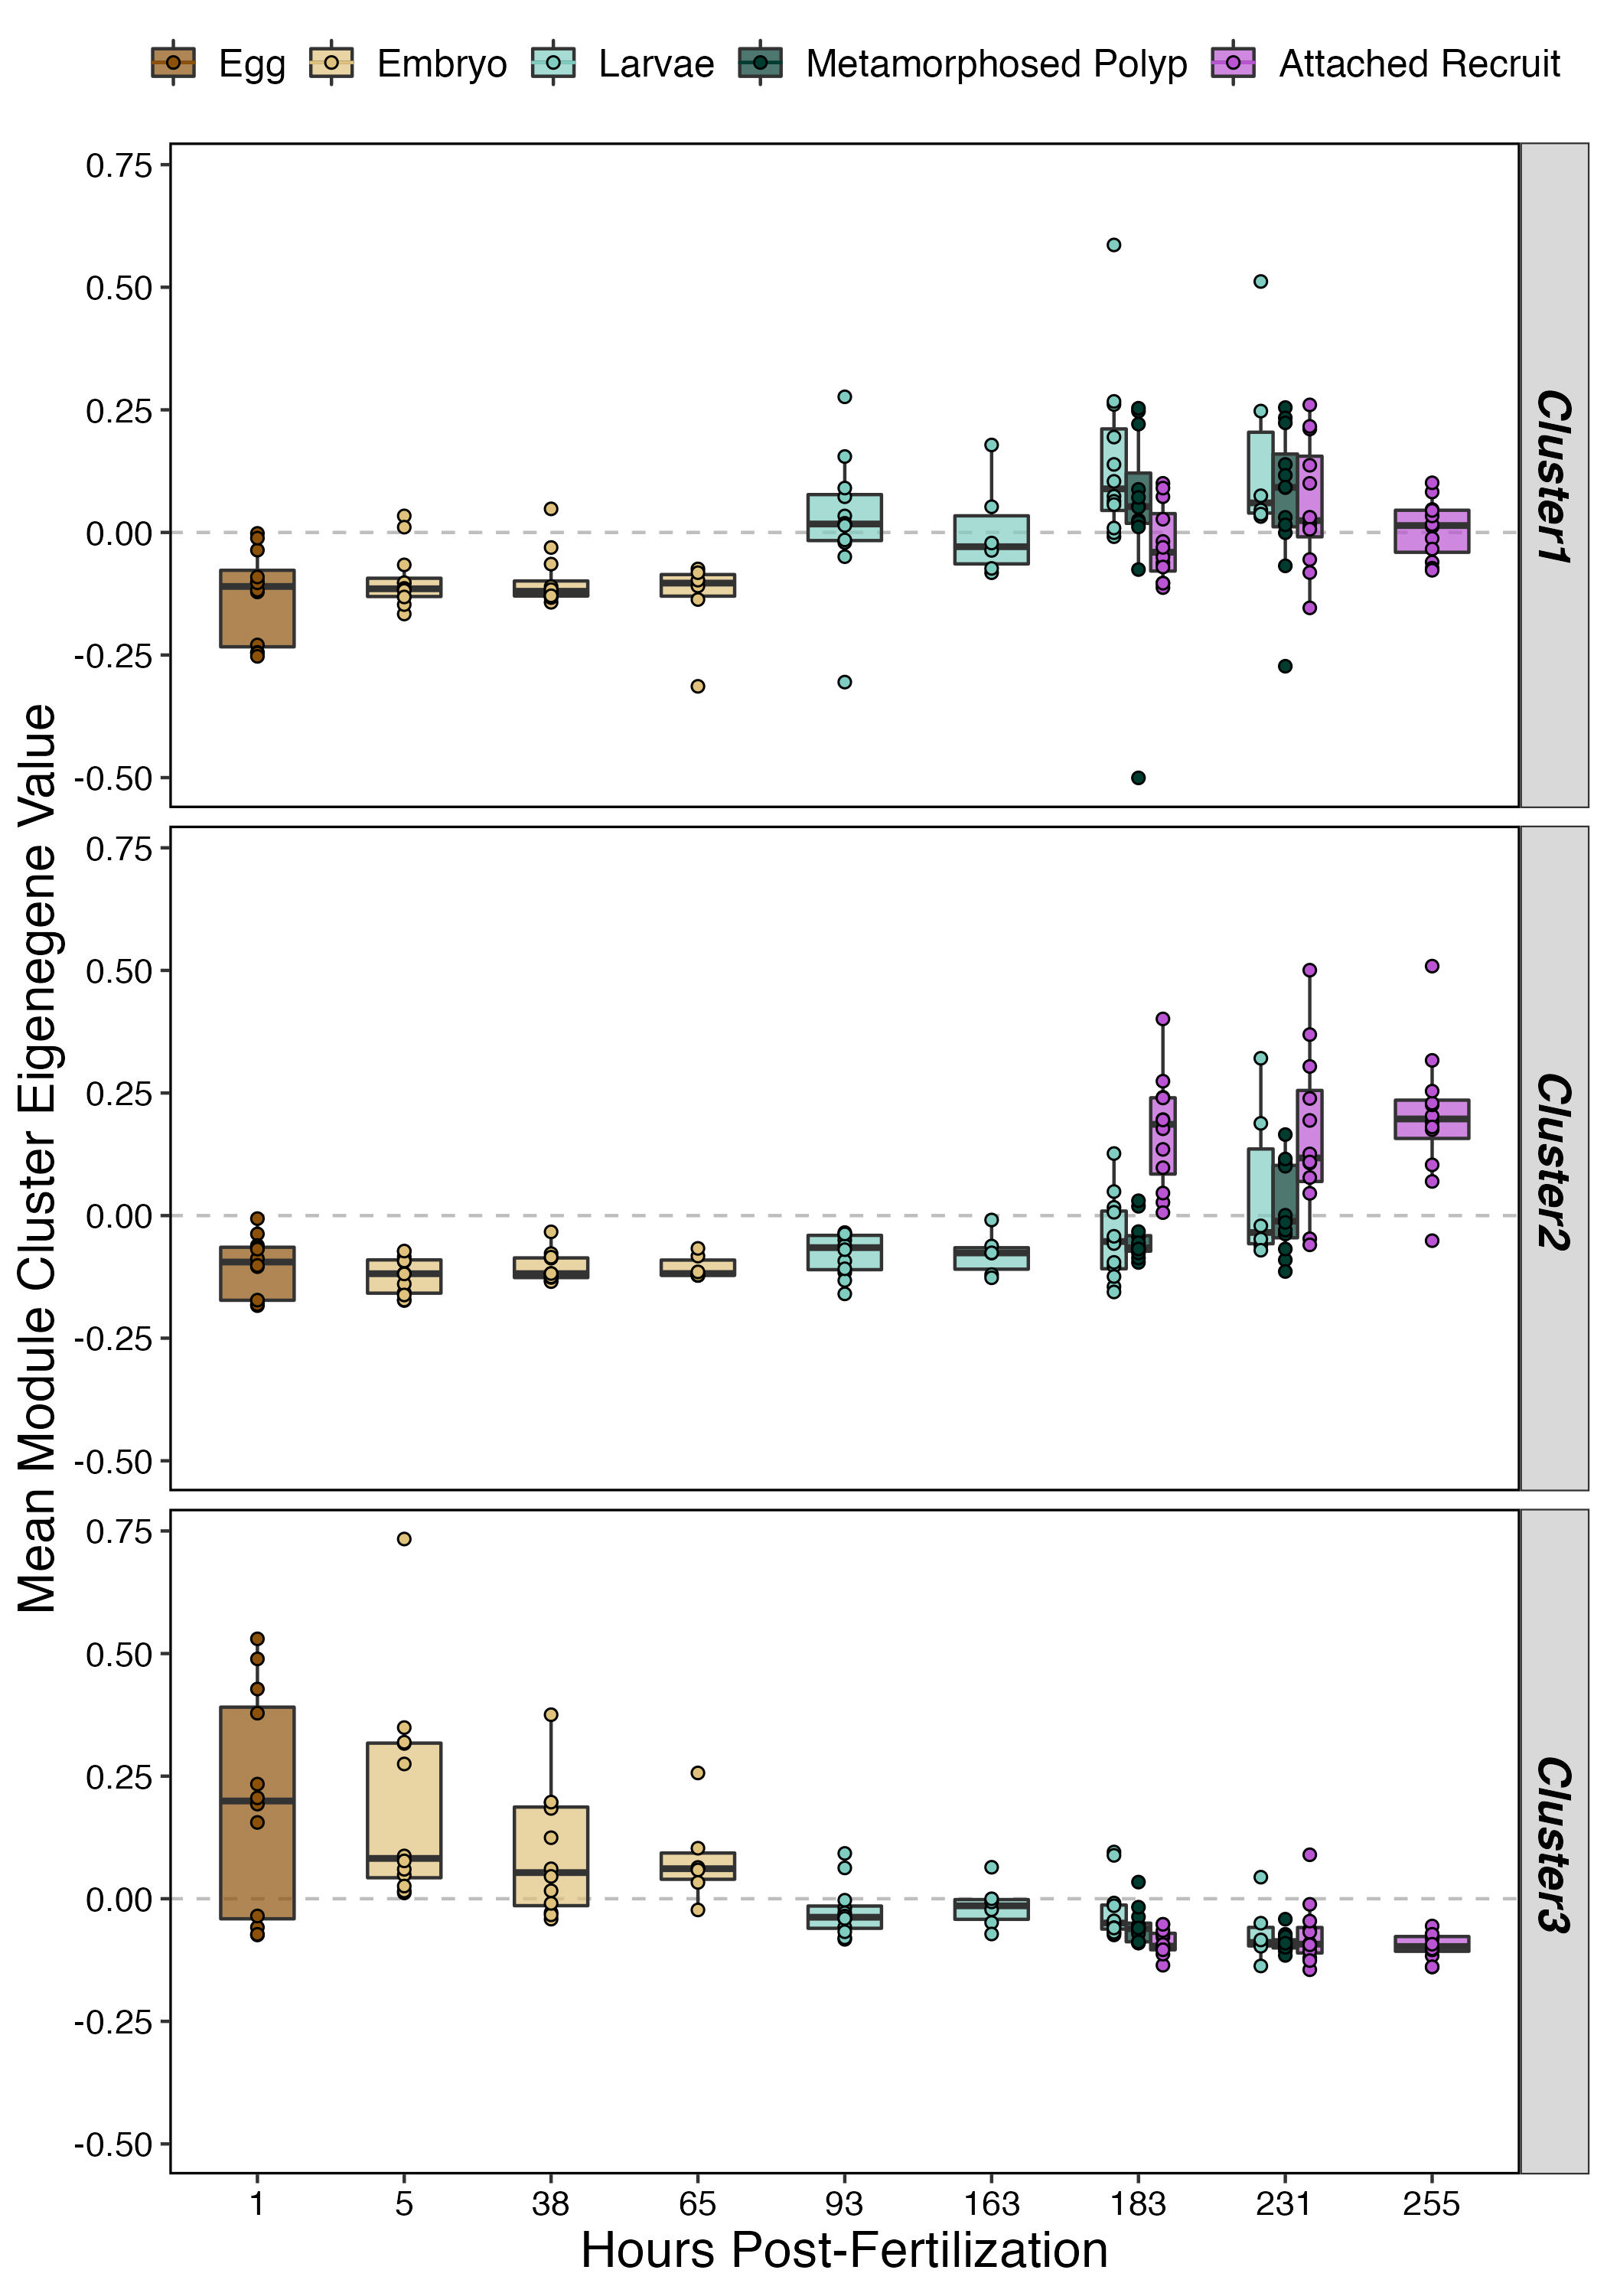 Egg Embryo Larvae Metamorphosed Polyp Attached Recruit
Mean Module Cluster Eigenegene Value
0.75
0.50
0.25
0.00
-0.25
-0.50
Cluster1
0.75
0.50
0.25
0.00
-0.25
-0.50
Cluster2
0.75
0.50
0.25
0.00
-0.25
-0.50
Cluster3
1 5 38 65 93 163 183 231 255
Hours Post-Fertilization